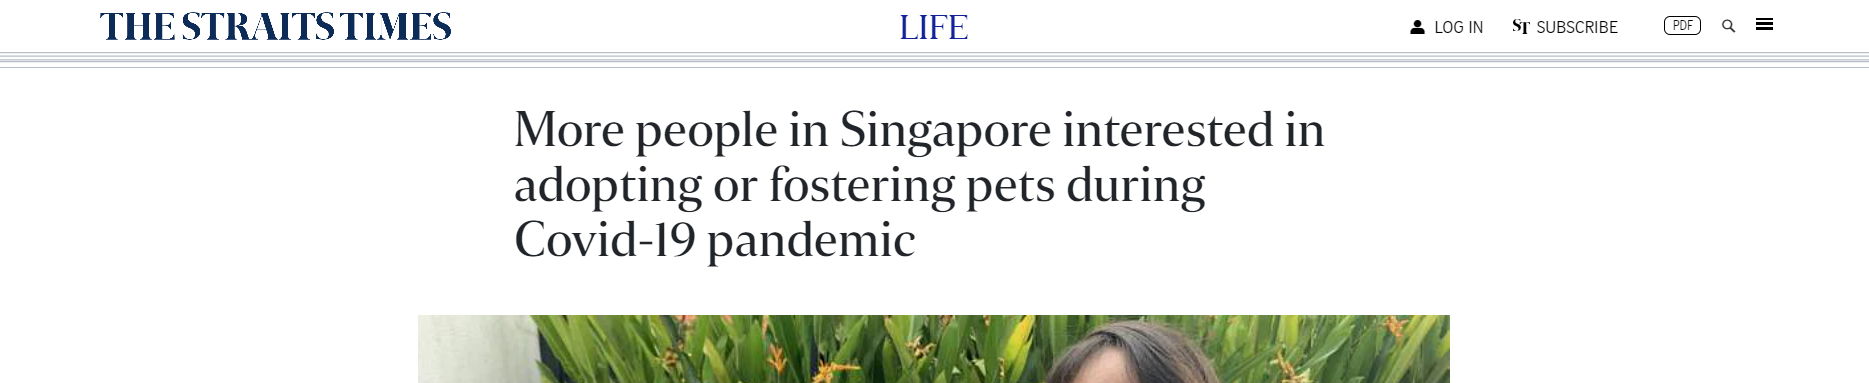 THE STRAITS TIMES
LIFE
LOG IN
ST SUBSCRIBE
PDF
More people in Singapore interested in
adopting or fostering pets during
Covid-19 pandemic